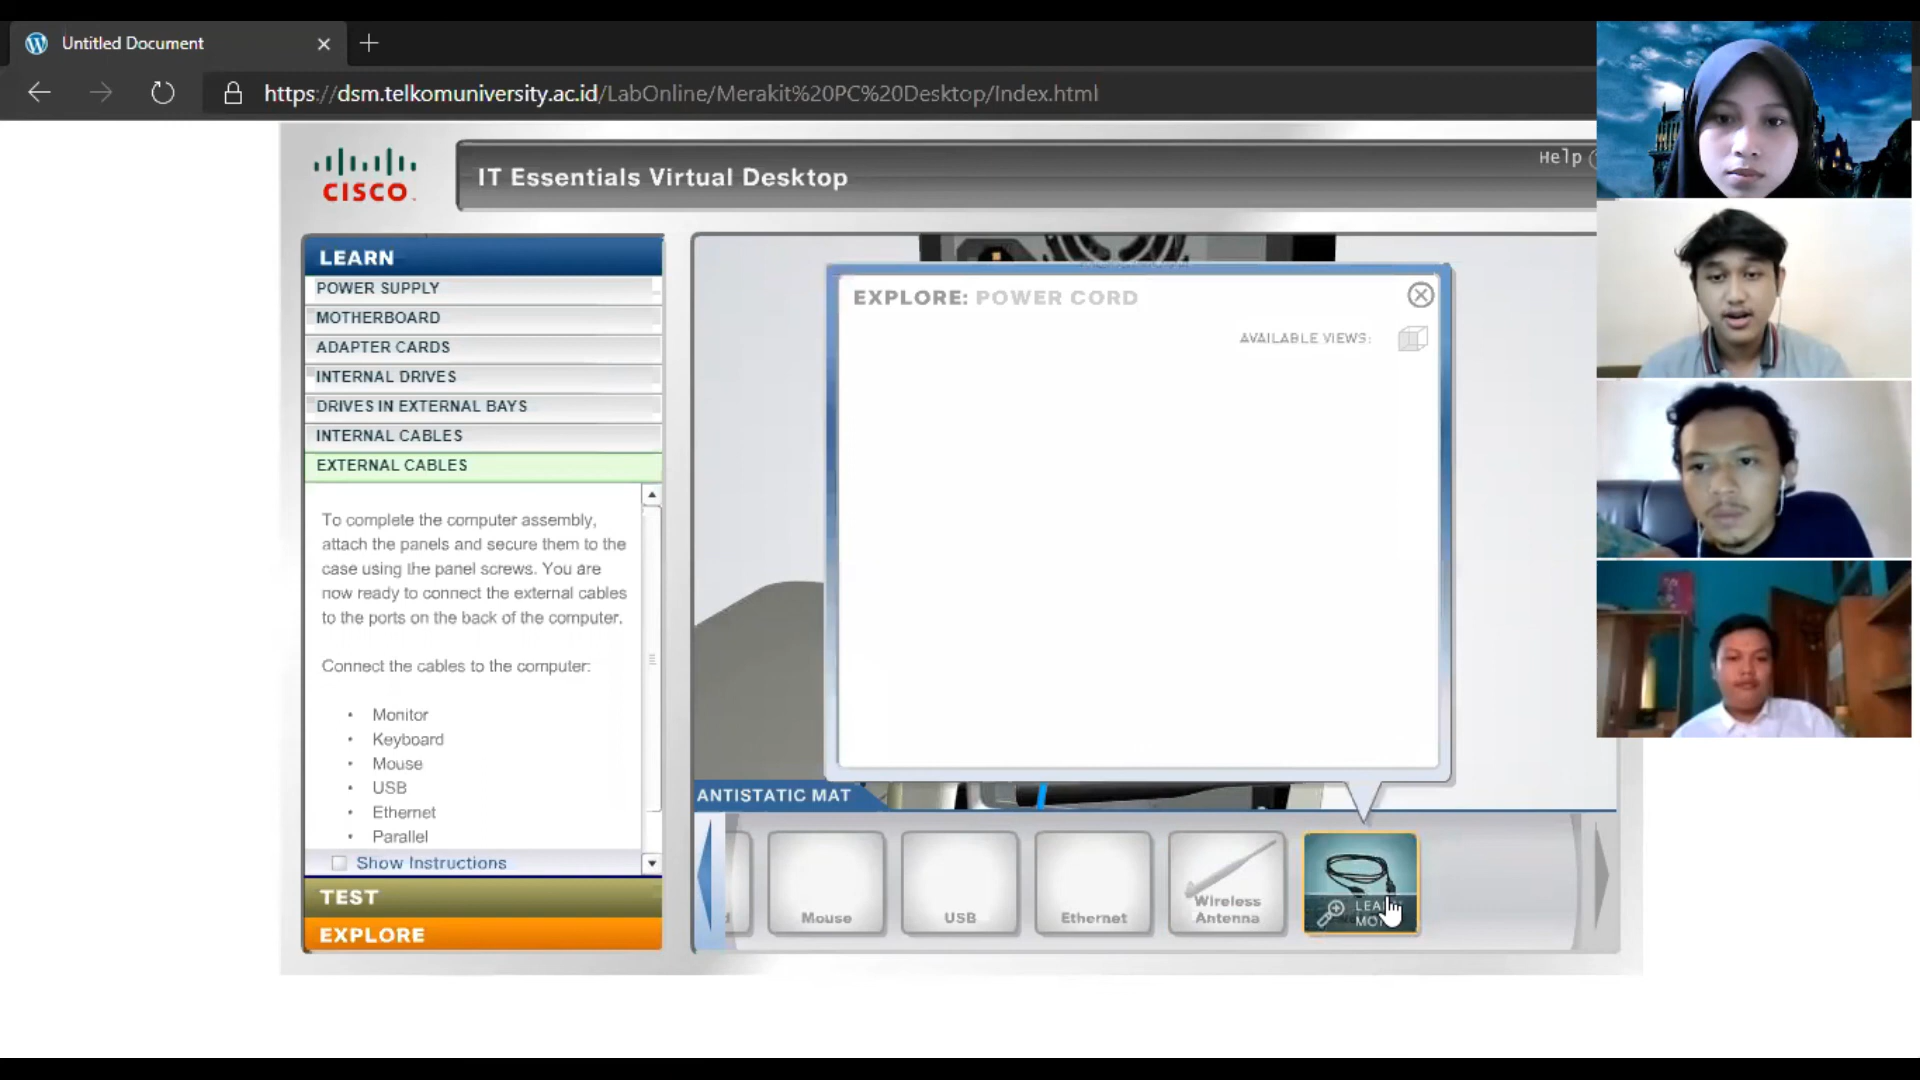 Untitled Document
https://dsm.telkomuniversity.ac.id/LabOnline/Merakit%20PC%20Desktop/Index.html
CISCO
IT Essentials Virtual Desktop
Help
LEARN
POWER SUPPLY
MOTHERBOARD
ADAPTER CARDS
INTERNAL DRIVES
DRIVES IN EXTERNAL BAYS
INTERNAL CABLES
EXTERNAL CABLES
To complete the computer assembly,
attach the panels and secure them to the
case using the panel screws. You are
now ready to connect the external cables
to the ports on the back of the computer.
Connect the cables to the computer:
• Monitor
• Keyboard
• Mouse
• USB
• Ethernet
• Parallel
Show Instructions
TEST
EXPLORE
EXPLORE: POWER CORD
AVAILABLE VIEWS:
ANTISTATIC MAT
Mouse
USB
Ethernet
Wireless
Antenna